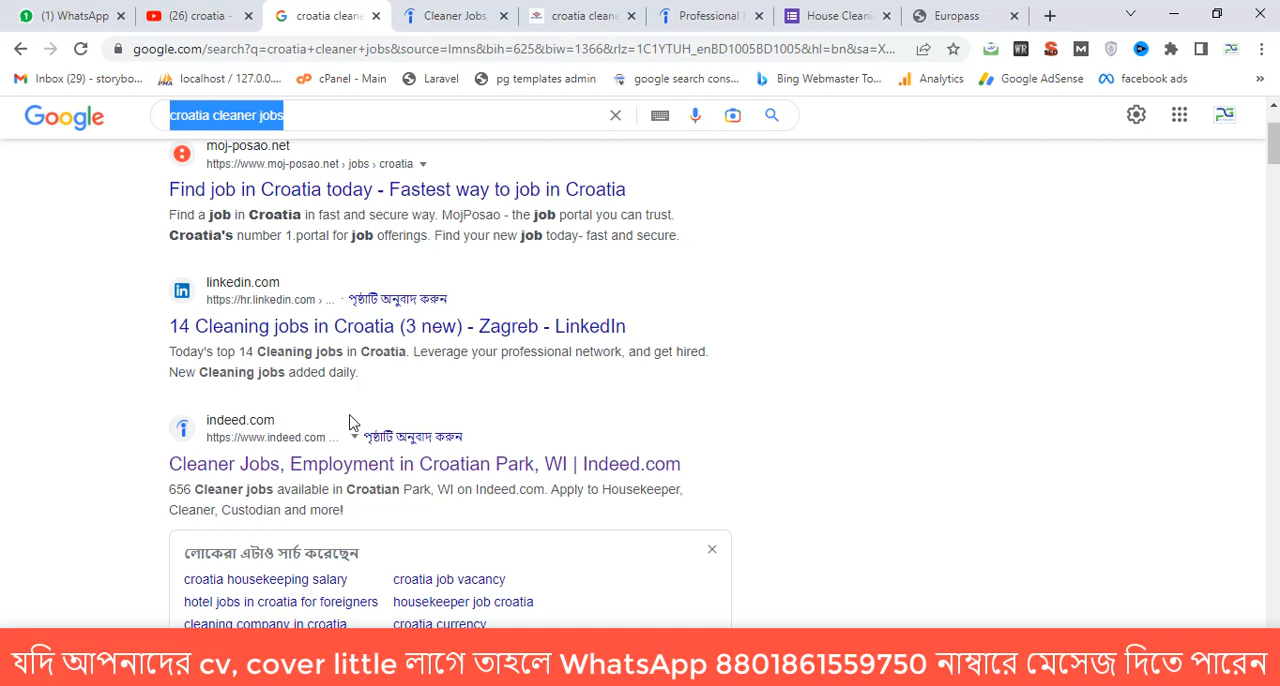 (1) WhatsApp
(26) croatia -
croatia cleane
Cleaner Jobs,
croatia cleane
Professional H
House Cleani
Europass
google.com/search?q=croatia+cleaner+jobs&source=lmns&bih=625&biw=1366&rlz=1C1YTUH_enBD1005BD1005&hl=bn&sa=X...
Inbox (29) - storybo...
localhost / 127.0.0....
cPanel - Main
Laravel
pg templates admin
google search cons...
Bing Webmaster To...
Analytics
Google AdSense
facebook ads
»
Google
croatia cleaner jobs
moj-posao.net
https://www.moj-posao.net › jobs › croatia
Find job in Croatia today - Fastest way to job in Croatia
Find a job in Croatia in fast and secure way. MojPosao - the job portal you can trust.
Croatia's number 1.portal for job offerings. Find your new job today- fast and secure.
linkedin.com
https://hr.linkedin.com › ... · পৃষ্ঠাটি অনুবাদ করুন
14 Cleaning jobs in Croatia (3 new) - Zagreb - LinkedIn
Today's top 14 Cleaning jobs in Croatia. Leverage your professional network, and get hired.
New Cleaning jobs added daily.
indeed.com
https://www.indeed.com ... পৃষ্ঠাটি অনুবাদ করুন
Cleaner Jobs, Employment in Croatian Park, WI | Indeed.com
656 Cleaner jobs available in Croatian Park, WI on Indeed.com. Apply to Housekeeper,
Cleaner, Custodian and more!
লোকেরা এটাও সার্চ করেছেন
croatia housekeeping salary
croatia job vacancy
hotel jobs in croatia for foreigners
housekeeper job croatia
cleaning company in croatia
croatia currency
যদি আপনাদের cv, cover little লাগে তাহলে WhatsApp 8801861559750 নাম্বারে মেসেজ দিতে পারেন